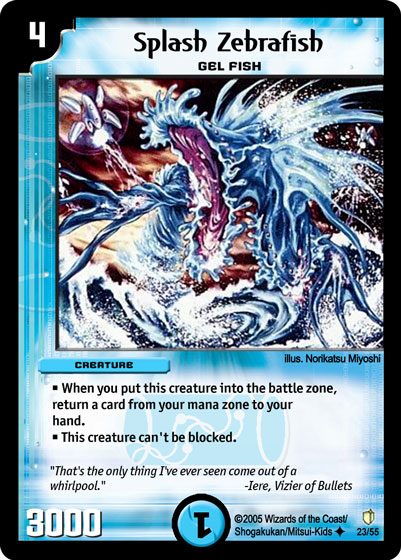 4
Splash Zebrafish
GEL FISH
illus. Norikatsu Miyoshi
CREATURE
▪ When you put this creature into the battle zone,
return a card from your mana zone to your
hand.
▪ This creature can't be blocked.
"That's the only thing I've ever seen come out of a
whirlpool." -Iere, Vizier of Bullets
3000
1
©2005 Wizards of the Coast/
Shogakukan/Mitsui-Kids ♦ 23/55